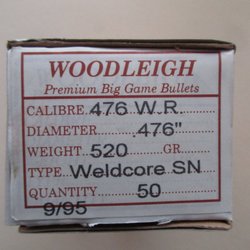 WOODLEIGH
Premium Big Game Bullets
CALIBRE 476 W.R.
DIAMETER .476"
WEIGHT 520 GR.
TYPE Weldcore SN
QUANTITY 50
9/95